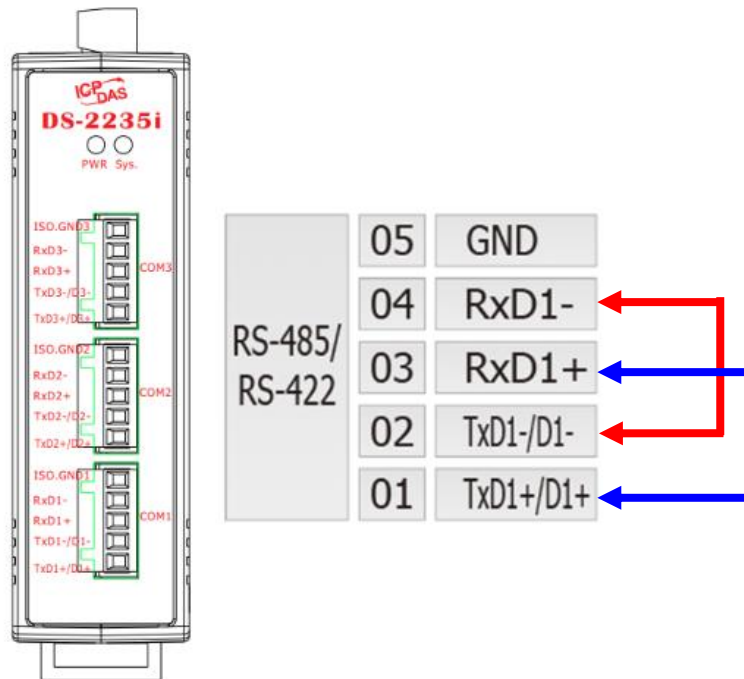 ICP DAS
DS-2235i
PWR Sys.
ISO.GND3
RxD3-
RxD3+
TxD3-/D3-
TxD3+/D3+
COM3
ISO.GND2
RxD2-
RxD2+
TxD2-/D2-
TxD2+/D2+
COM2
ISO.GND1
RxD1-
RxD1+
TxD1-/D1-
TxD1+/D1+
COM1
RS-485/
RS-422
05 GND
04 RxD1-
03 RxD1+
02 TxD1-/D1-
01 TxD1+/D1+